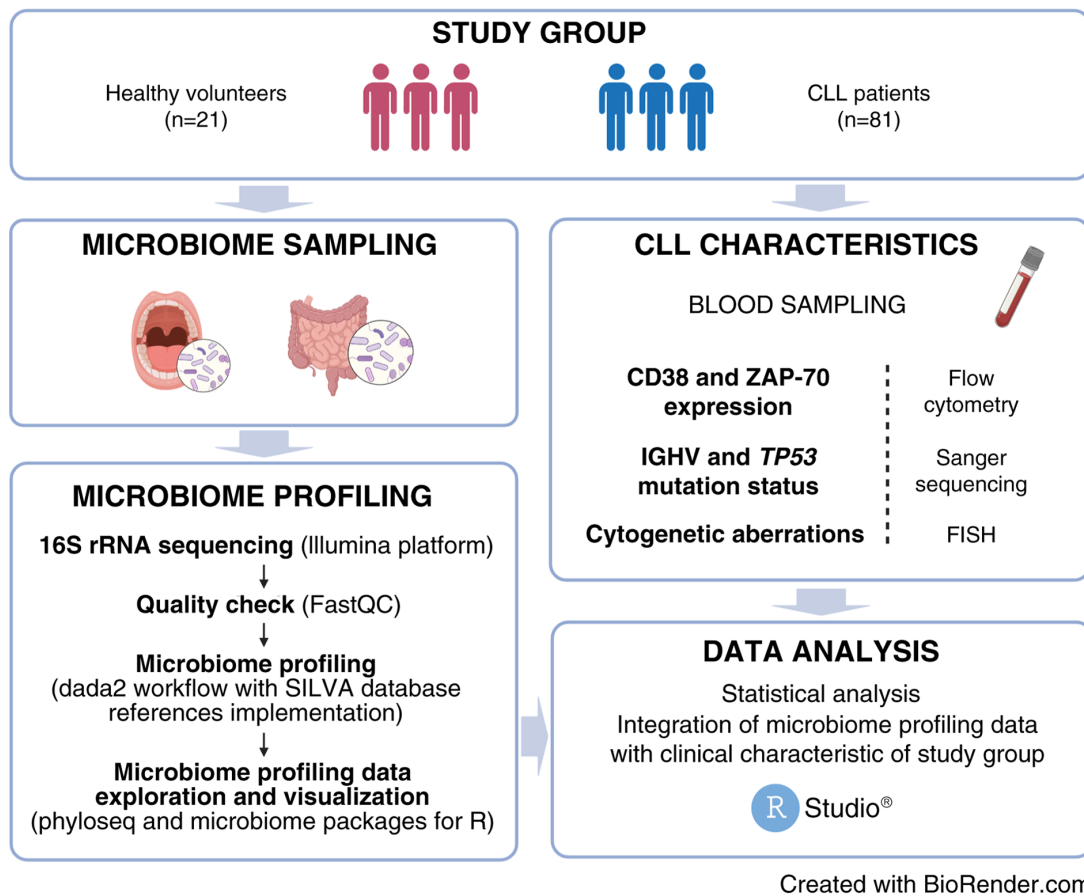 STUDY GROUP
Healthy volunteers
(n=21)
CLL patients
(n=81)
MICROBIOME SAMPLING
MICROBIOME PROFILING
16S rRNA sequencing (Illumina platform)
Quality check (FastQC)
Microbiome profiling
(dada2 workflow with SILVA database
references implementation)
Microbiome profiling data
exploration and visualization
(phyloseq and microbiome packages for R)
CLL CHARACTERISTICS
BLOOD SAMPLING
CD38 and ZAP-70
expression
Flow
cytometry
IGHV and TP53
mutation status
Sanger
sequencing
Cytogenetic aberrations
FISH
DATA ANALYSIS
Statistical analysis
Integration of microbiome profiling data
with clinical characteristic of study group
R Studio®
Created with BioRender.com